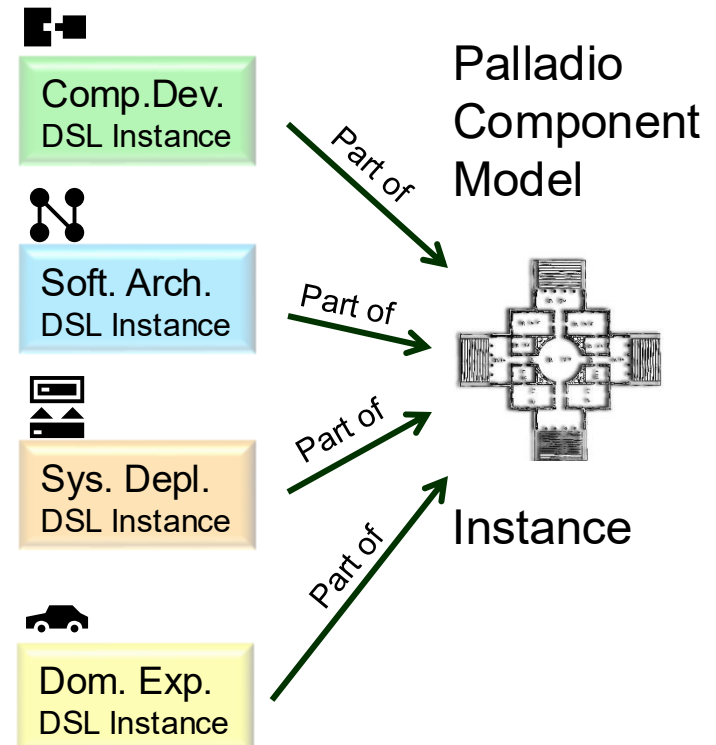 Comp.Dev.
DSL Instance
Soft. Arch.
DSL Instance
Sys. Depl.
DSL Instance
Dom. Exp.
DSL Instance
Part of
Part of
Part of
Part of
Palladio
Component
Model
Instance